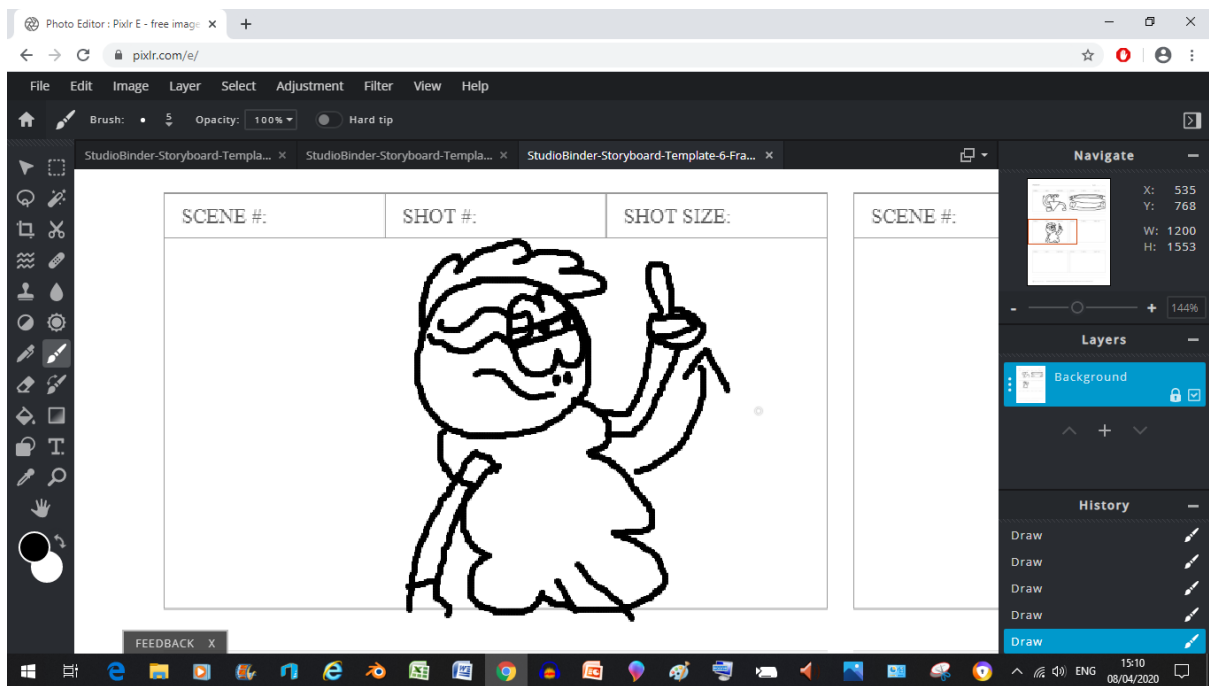 Photo Editor : Pixlr E - free image
pixlr.com/e/
File Edit Image Layer Select Adjustment Filter View Help
Brush: 5 Opacity: 100% Hard tip
StudioBinder-Storyboard-Templa... × StudioBinder-Storyboard-Templa... × StudioBinder-Storyboard-Template-6-Fra... ×
Navigate
X: 535
Y: 768
W: 1200
H: 1553
144%
Layers
Background
History
Draw
Draw
Draw
Draw
Draw
SCENE #: SHOT #: SHOT SIZE: SCENE #:
FEEDBACK X
ENG 15:10
08/04/2020